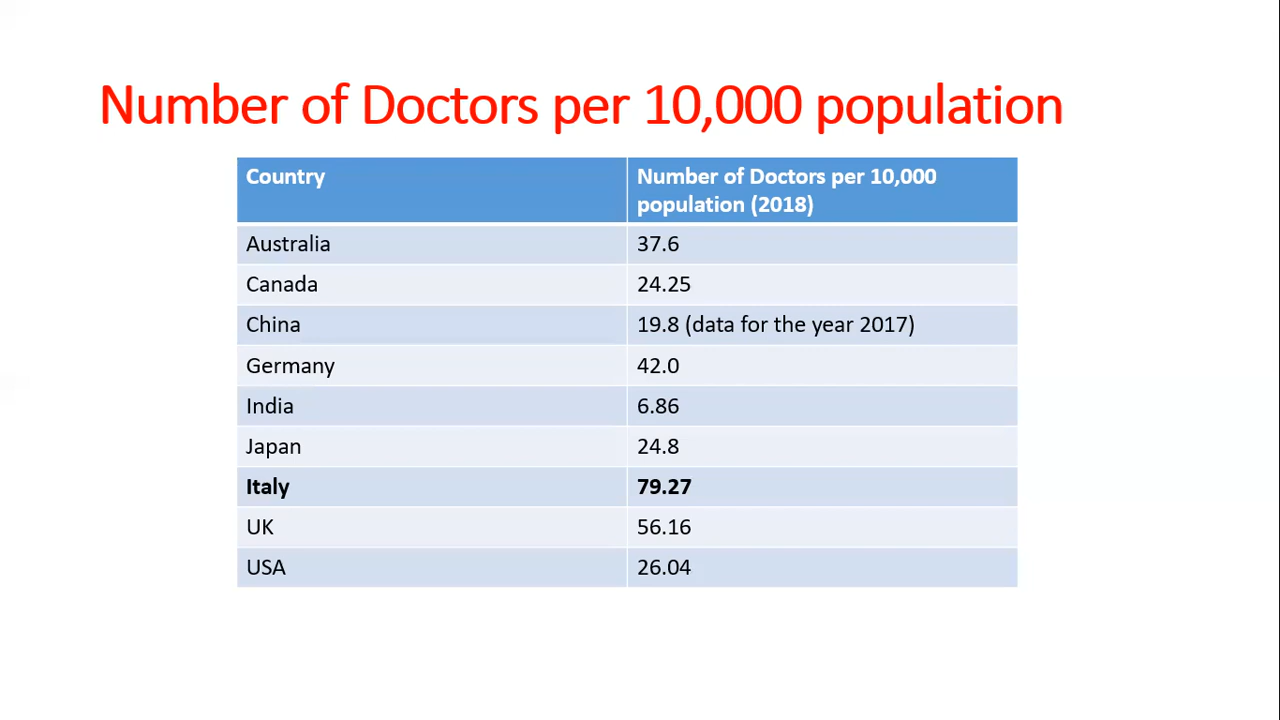 Number of Doctors per 10,000 population
Country
Number of Doctors per 10,000
population (2018)
Australia 37.6
Canada 24.25
China 19.8 (data for the year 2017)
Germany 42.0
India 6.86
Japan 24.8
Italy 79.27
UK 56.16
USA 26.04